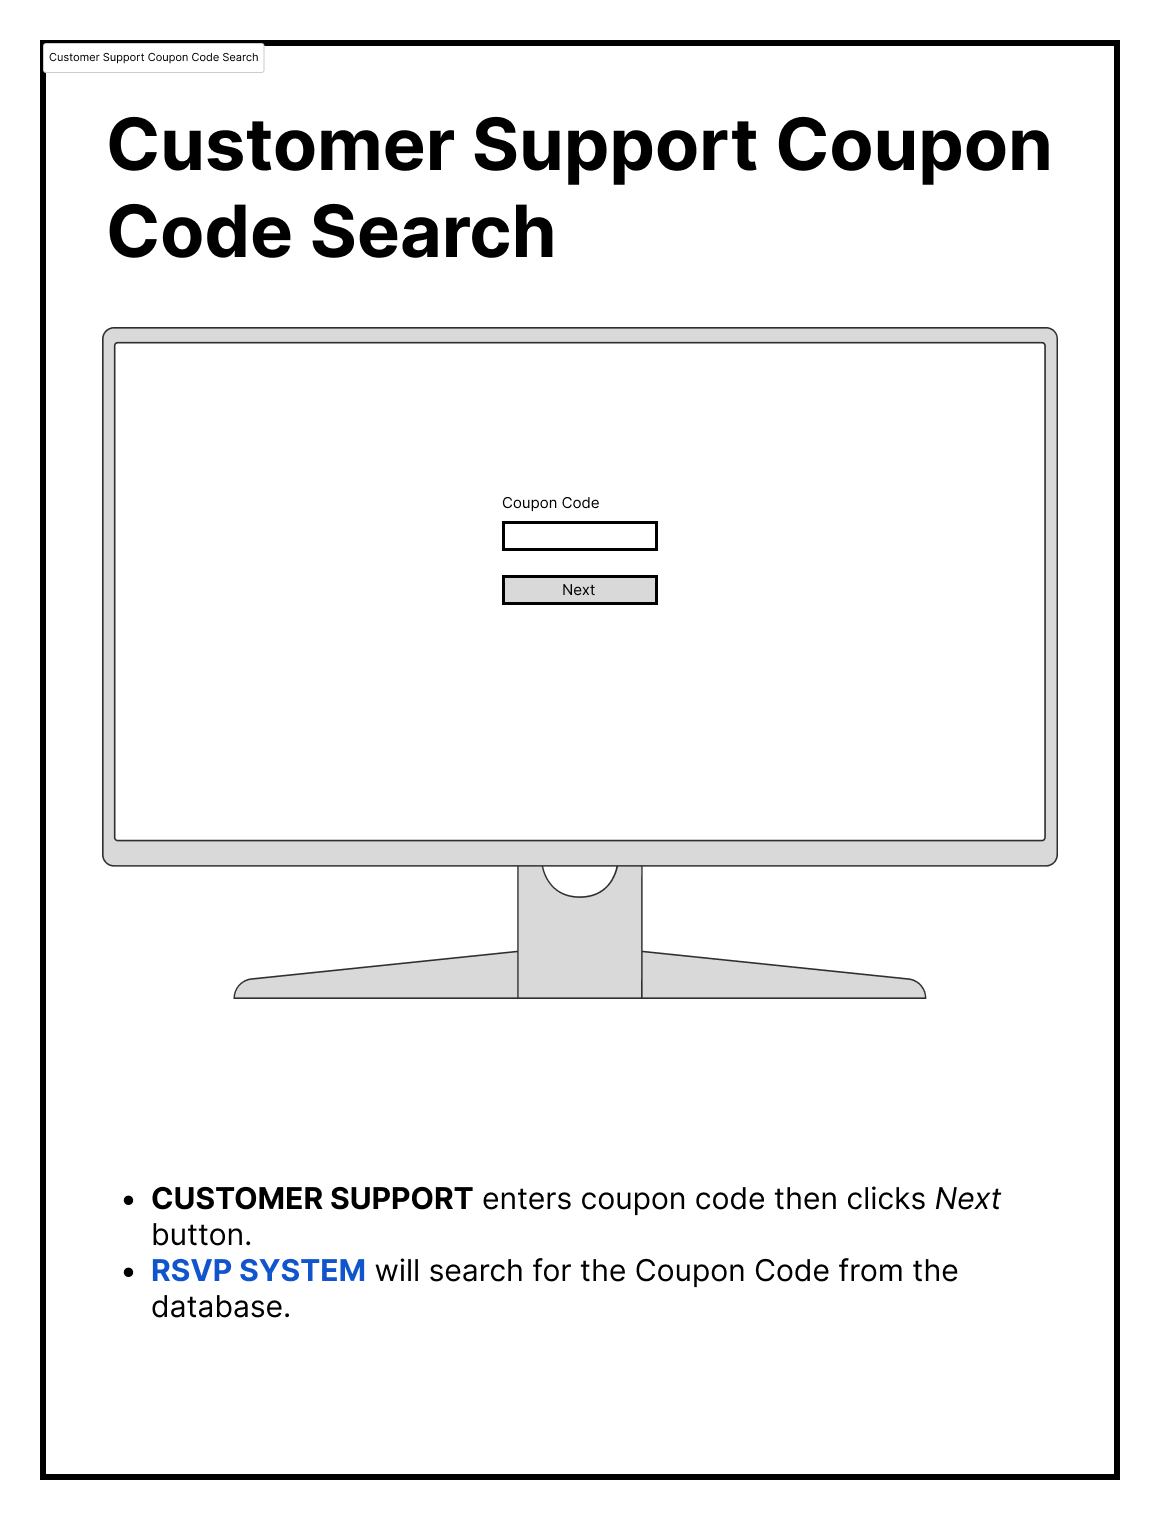 Customer Support Coupon Code Search
Customer Support Coupon
Code Search
Coupon Code
Next
• CUSTOMER SUPPORT enters coupon code then clicks Next
button.
• RSVP SYSTEM will search for the Coupon Code from the
database.